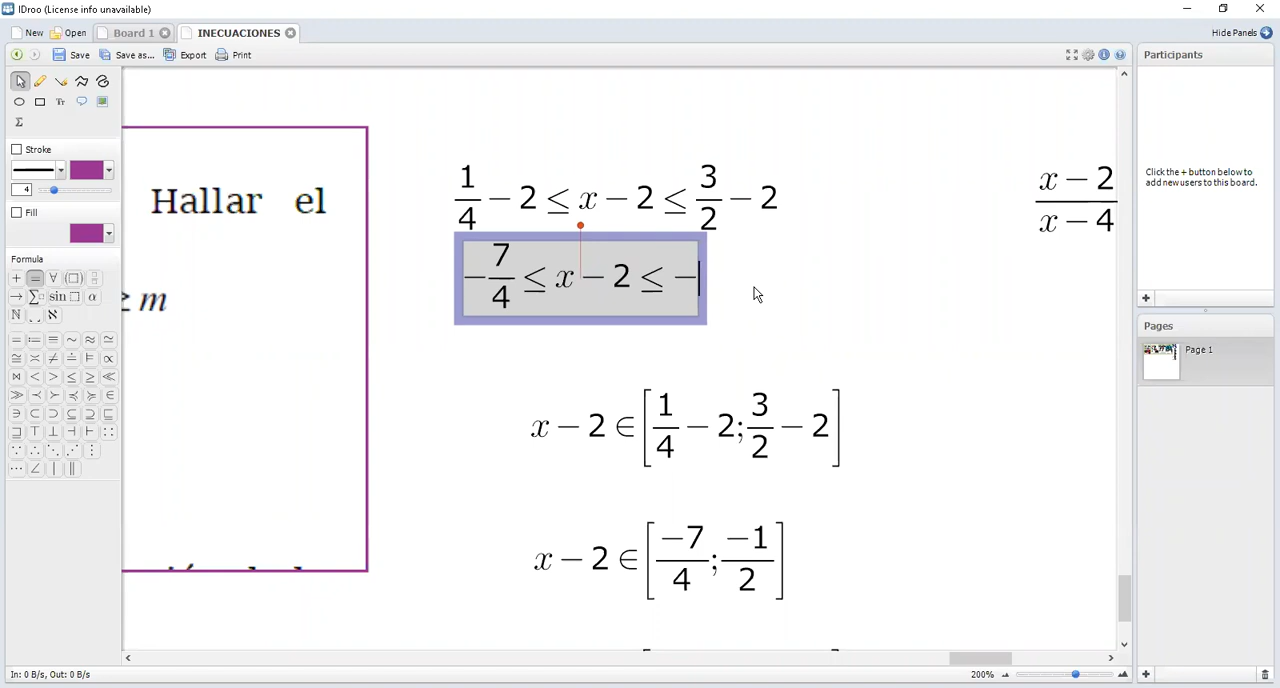 IDroo (License info unavailable)
New Open Board 1 INECUACIONES Hide Panels
Save Save as... Export Print
Participants
Click the + button below to
add new users to this board.
Pages
Page 1
Stroke
4
Fill
Formula
+ = ∀ (□)
→ Σ sin □ α
ℕ ℵ
= ∼ ≈ ≃
≅ ≍ ≠ ≐ ⊧ ∝
⋈ < > ≤ ≥ ≪
≫ ≺ ≻ ∈
∋ ⊂ ⊃ ⊆ ⊇ ⊑
⊒ ⊤ ⊥ ⊣ ⊢ ∷
∵ ∴ ⋱ ⋰ ⋮
⋯ ∠ ∣ ∥
Tr
Σ
Hallar el
≥ m
1/4 − 2 ≤ x − 2 ≤ 3/2 − 2
−7/4 ≤ x − 2 ≤ −
x − 2 ∈ [1/4 − 2; 3/2 − 2]
x − 2 ∈ [−7/4; −1/2]
x − 2
x − 4
In: 0 B/s, Out: 0 B/s
200%